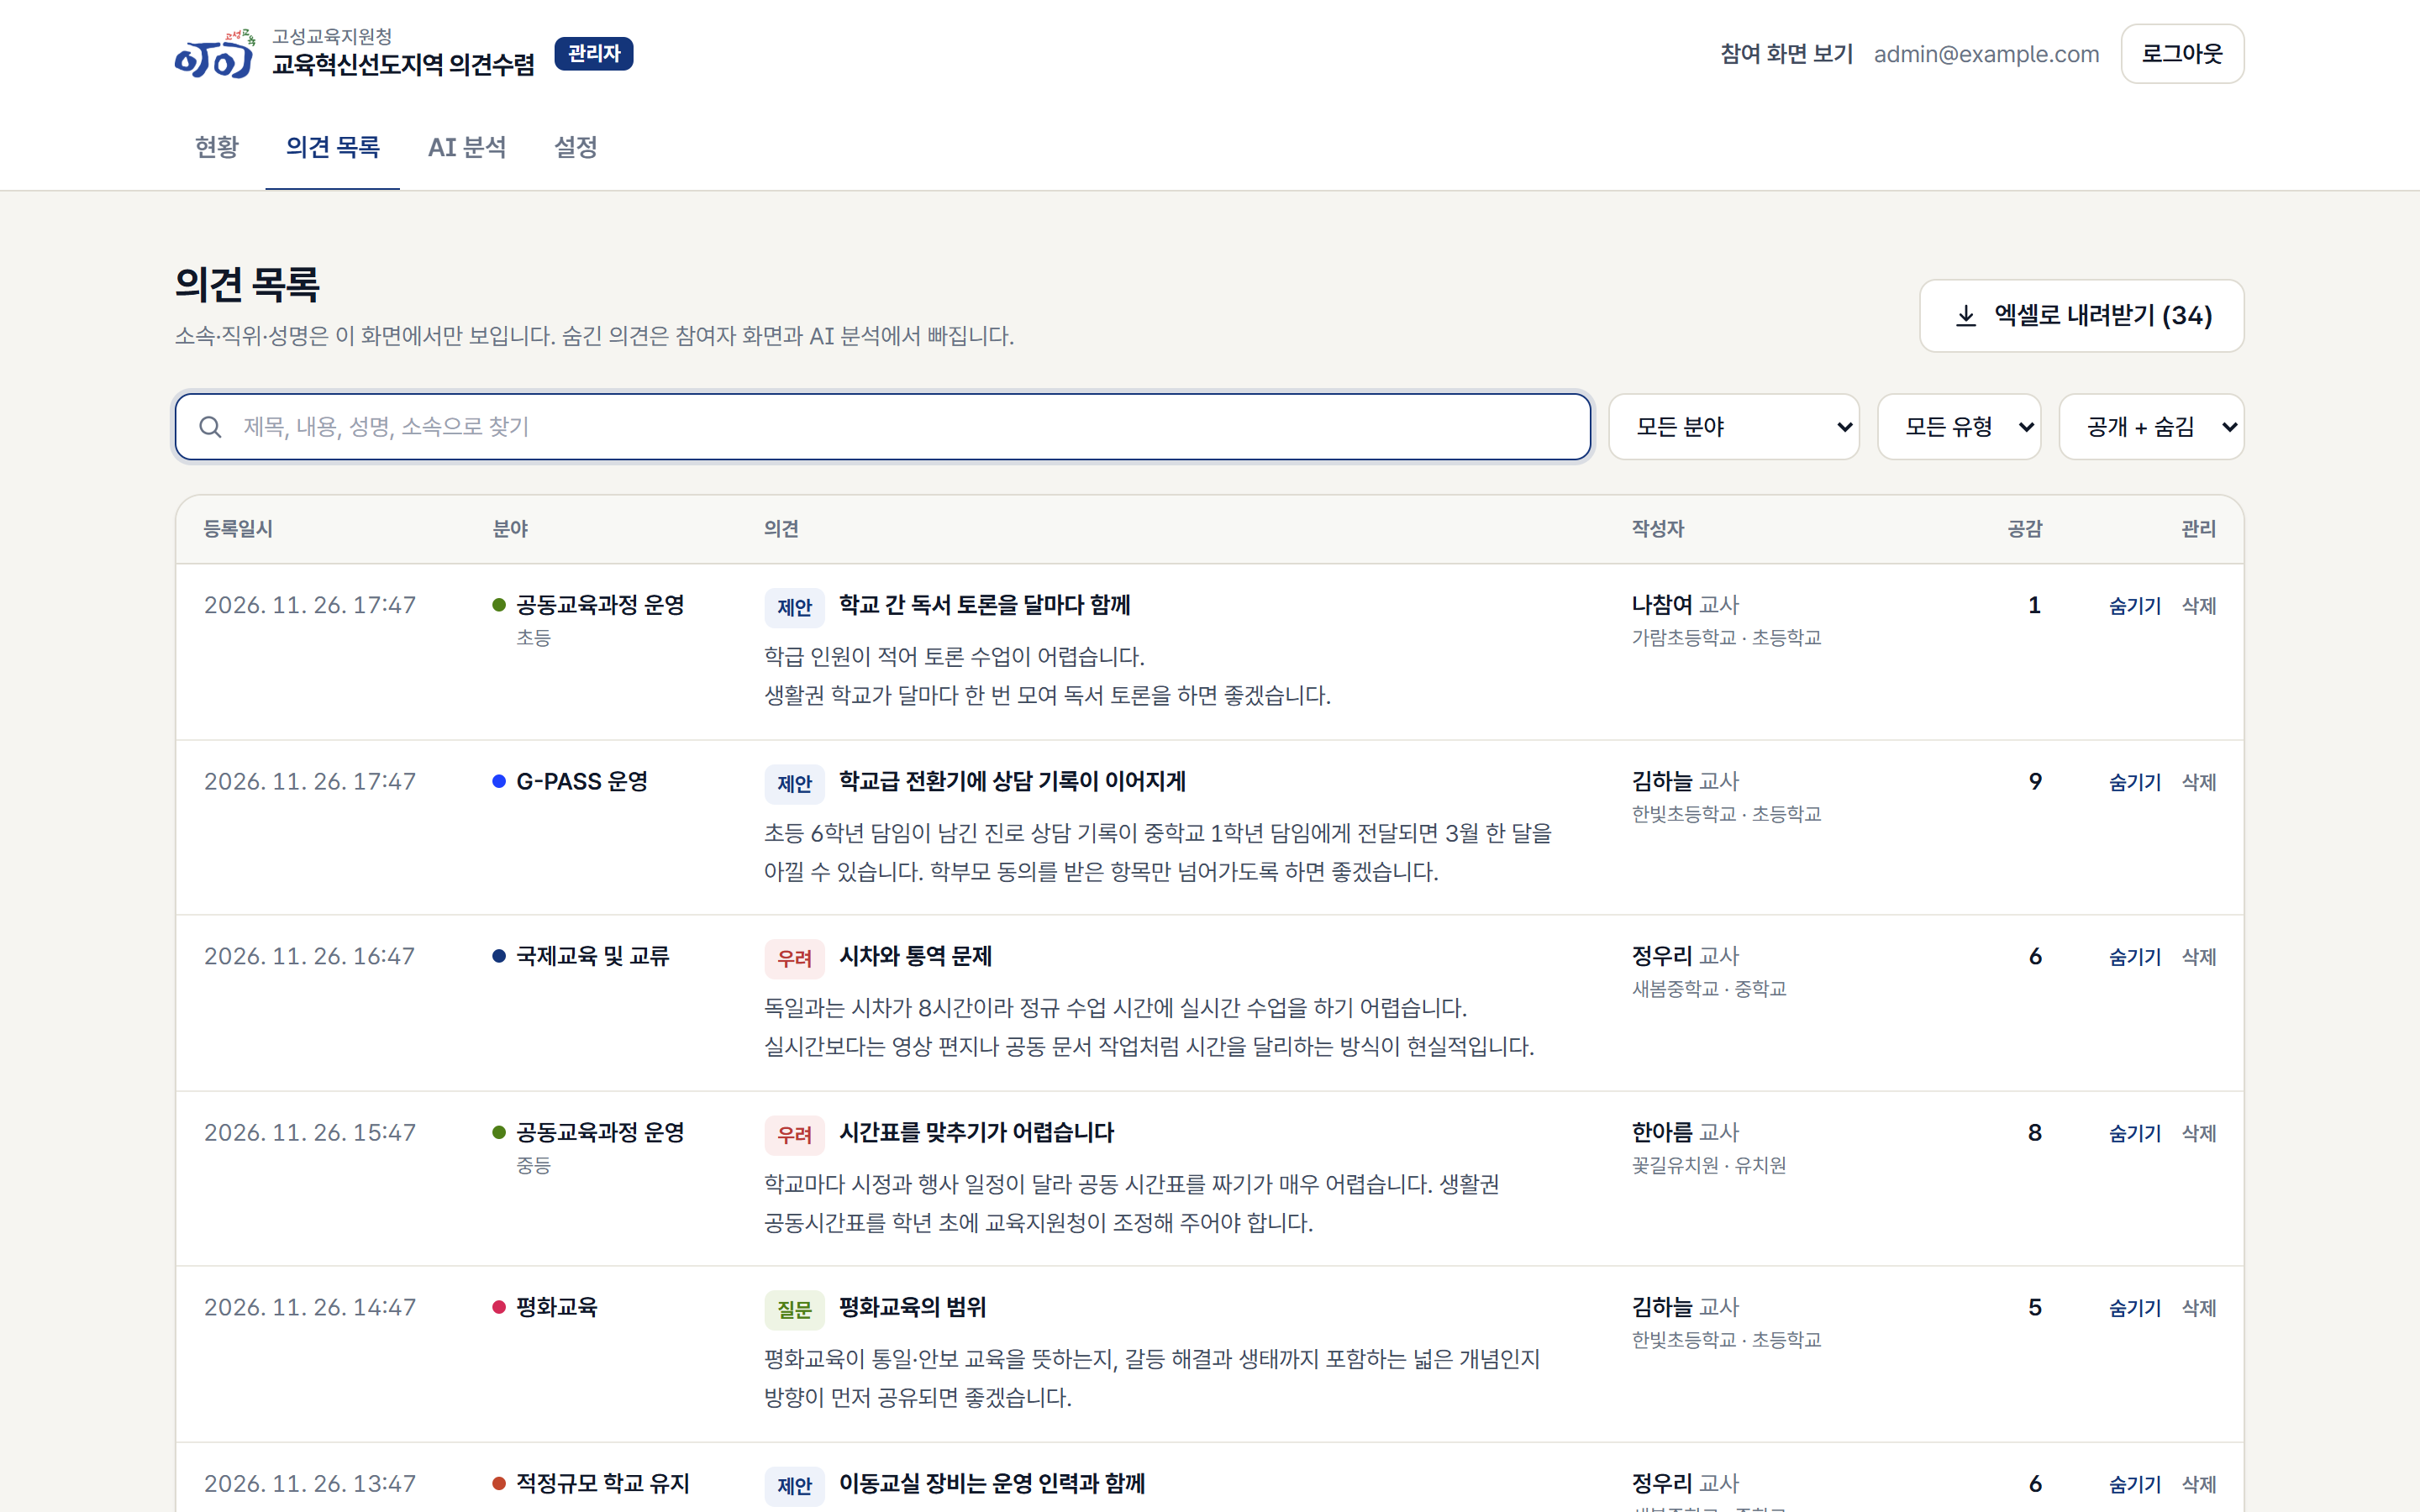 고성교육
고성교육지원청
교육혁신선도지역 의견수렴
관리자
참여 화면 보기
admin@example.com
로그아웃
현황
의견 목록
AI 분석
설정
의견 목록
소속·직위·성명은 이 화면에서만 보입니다. 숨긴 의견은 참여자 화면과 AI 분석에서 빠집니다.
엑셀로 내려받기 (34)
제목, 내용, 성명, 소속으로 찾기
모든 분야
모든 유형
공개 + 숨김
등록일시 분야 의견 작성자 공감 관리
2026. 11. 26. 17:47 공동교육과정 운영 제안 학교 간 독서 토론을 달마다 함께 나참여 교사 1 숨기기 삭제
초등 가람초등학교 · 초등학교
학급 인원이 적어 토론 수업이 어렵습니다.
생활권 학교가 달마다 한 번 모여 독서 토론을 하면 좋겠습니다.
2026. 11. 26. 17:47 G-PASS 운영 제안 학교급 전환기에 상담 기록이 이어지게 김하늘 교사 9 숨기기 삭제
한빛초등학교 · 초등학교
초등 6학년 담임이 남긴 진로 상담 기록이 중학교 1학년 담임에게 전달되면 3월 한 달을
아낄 수 있습니다. 학부모 동의를 받은 항목만 넘어가도록 하면 좋겠습니다.
2026. 11. 26. 16:47 국제교육 및 교류 우려 시차와 통역 문제 정우리 교사 6 숨기기 삭제
새봄중학교 · 중학교
독일과는 시차가 8시간이라 정규 수업 시간에 실시간 수업을 하기 어렵습니다.
실시간보다는 영상 편지나 공동 문서 작업처럼 시간을 달리하는 방식이 현실적입니다.
2026. 11. 26. 15:47 공동교육과정 운영 우려 시간표를 맞추기가 어렵습니다 한아름 교사 8 숨기기 삭제
중등 꽃길유치원 · 유치원
학교마다 시정과 행사 일정이 달라 공동 시간표를 짜기가 매우 어렵습니다. 생활권
공동시간표를 학년 초에 교육지원청이 조정해 주어야 합니다.
2026. 11. 26. 14:47 평화교육 질문 평화교육의 범위 김하늘 교사 5 숨기기 삭제
한빛초등학교 · 초등학교
평화교육이 통일·안보 교육을 뜻하는지, 갈등 해결과 생태까지 포함하는 넓은 개념인지
방향이 먼저 공유되면 좋겠습니다.
2026. 11. 26. 13:47 적정규모 학교 유지 제안 이동교실 장비는 운영 인력과 함께 정우리 교사 6 숨기기 삭제